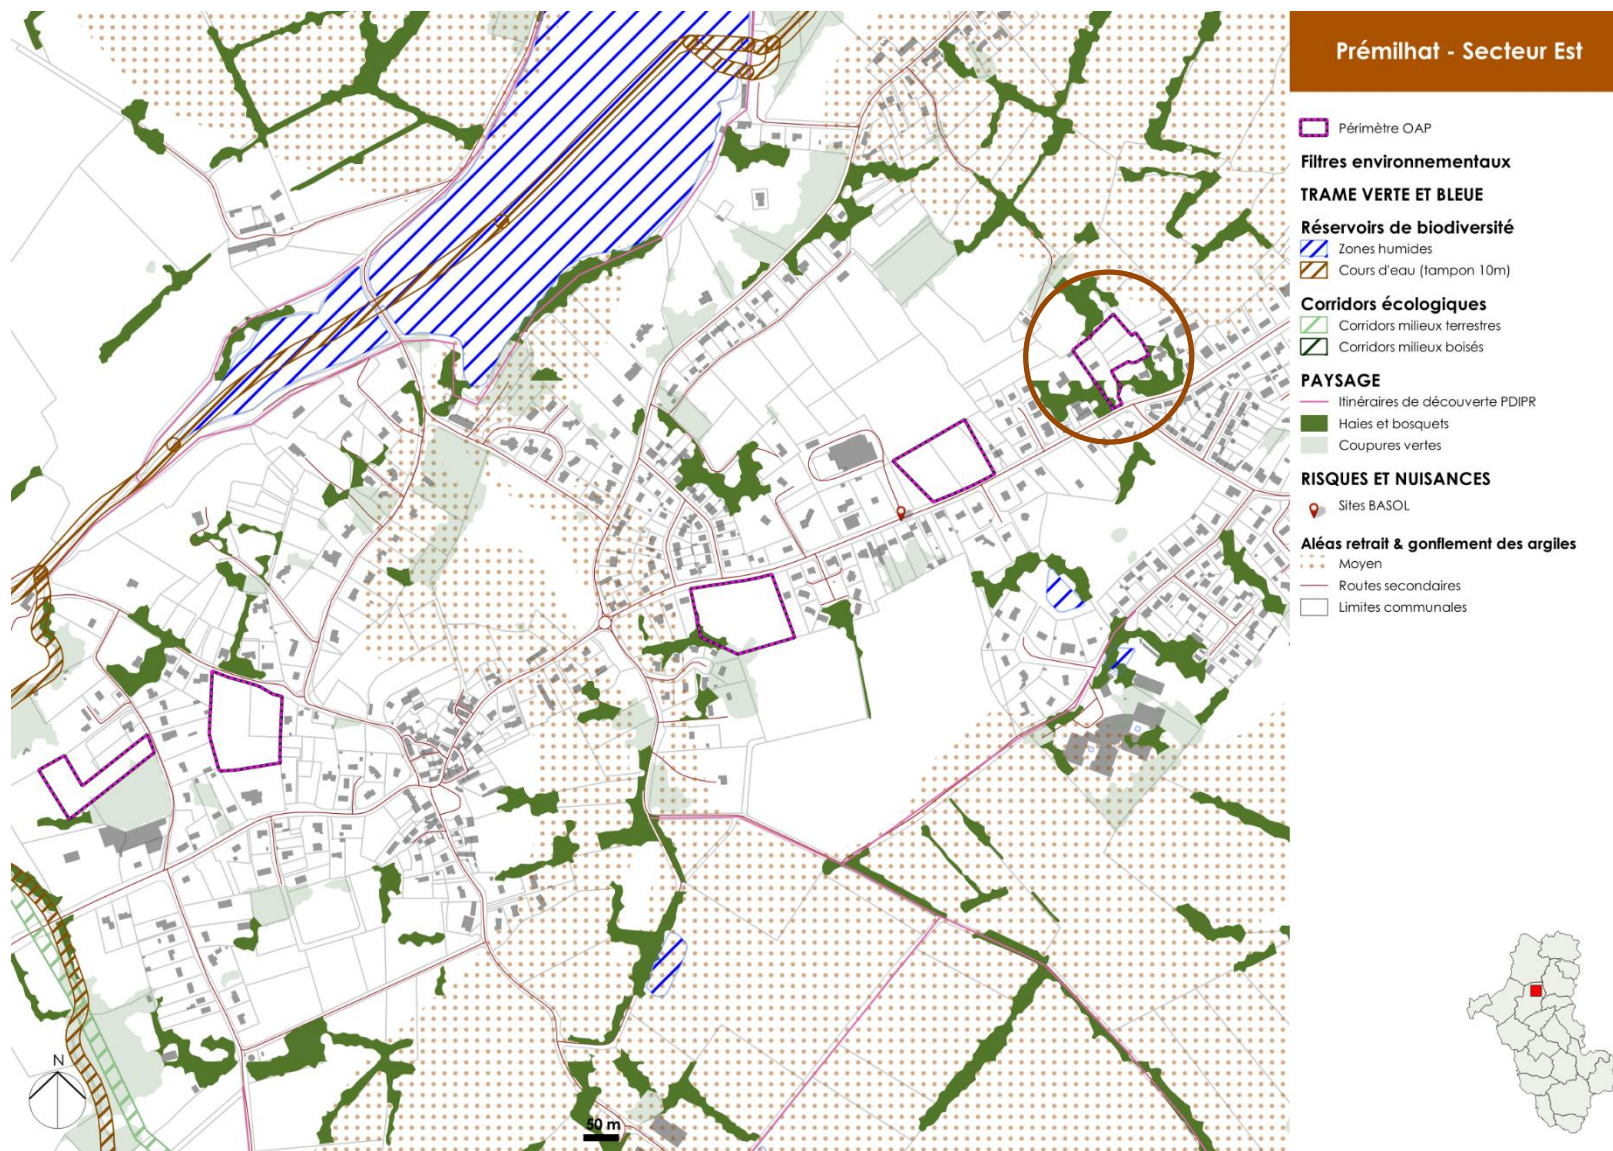 Prémilhat - Secteur Est
Périmètre OAP
Filtres environnementaux
TRAME VERTE ET BLEUE
Réservoirs de biodiversité
Zones humides
Cours d'eau (tampon 10m)
Corridors écologiques
Corridors milieux terrestres
Corridors milieux boisés
PAYSAGE
Itinéraires de découverte PDIPR
Haies et bosquets
Coupures vertes
RISQUES ET NUISANCES
Sites BASOL
Aléas retrait & gonflement des argiles
Moyen
Routes secondaires
Limites communales
N
50 m